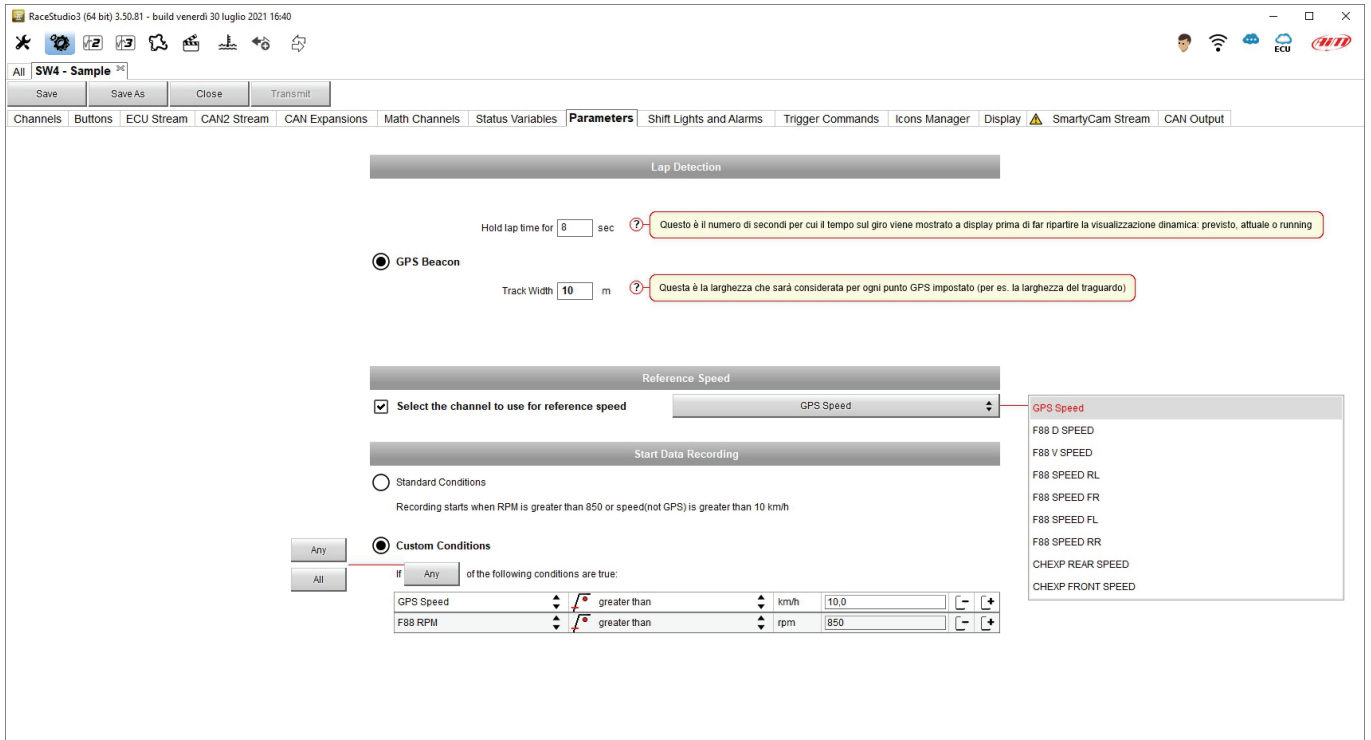 RaceStudio3 (64 bit) 3.50.81 - build venerdì 30 luglio 2021 16:40
ECU
AiM
All SW4 - Sample
Save Save As Close Transmit
Channels Buttons ECU Stream CAN2 Stream CAN Expansions Math Channels Status Variables Parameters Shift Lights and Alarms Trigger Commands Icons Manager Display SmartyCam Stream CAN Output
Lap Detection
Hold lap time for 8 sec ? Questo è il numero di secondi per cui il tempo sul giro viene mostrato a display prima di far ripartire la visualizzazione dinamica: previsto, attuale o running
GPS Beacon
Track Width 10 m ? Questa è la larghezza che sarà considerata per ogni punto GPS impostato (per es. la larghezza del traguardo)
Reference Speed
Select the channel to use for reference speed GPS Speed
GPS Speed
F88 D SPEED
F88 V SPEED
F88 SPEED RL
F88 SPEED FR
F88 SPEED FL
F88 SPEED RR
CHEXP REAR SPEED
CHEXP FRONT SPEED
Start Data Recording
Standard Conditions
Recording starts when RPM is greater than 850 or speed(not GPS) is greater than 10 km/h
Custom Conditions
Any
All
If Any of the following conditions are true:
GPS Speed greater than km/h 10,0
F88 RPM greater than rpm 850